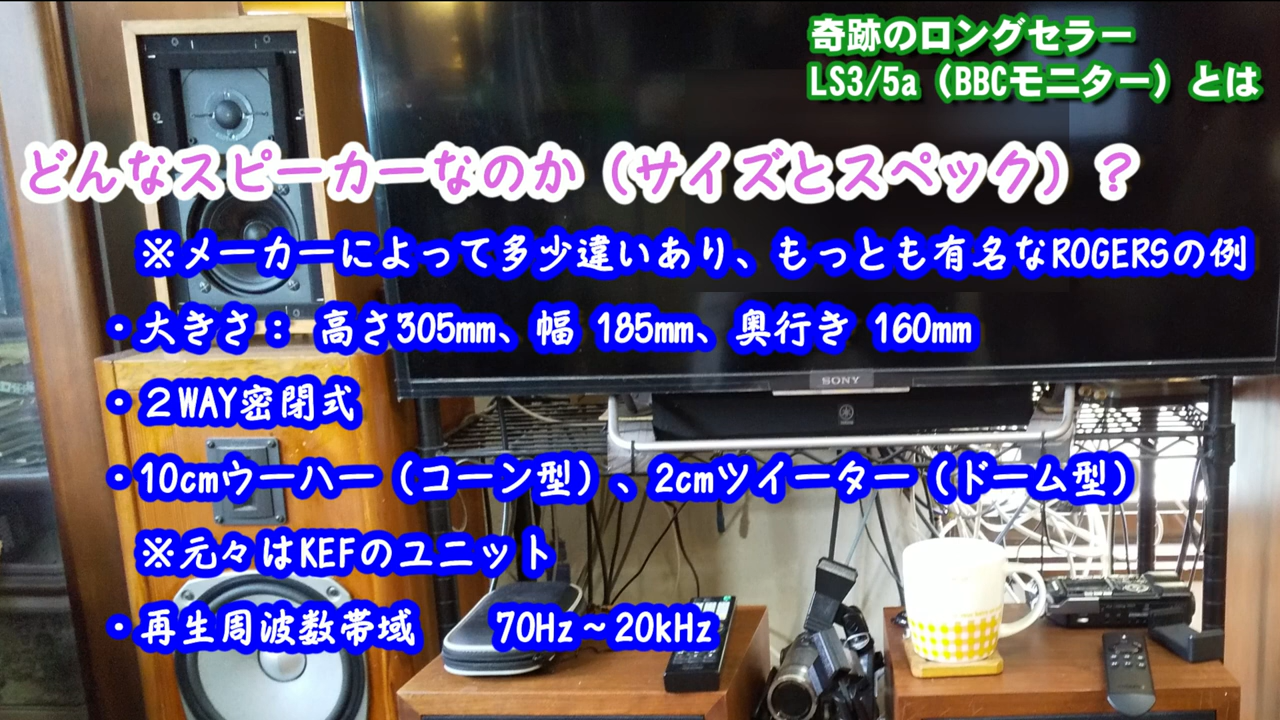 奇跡のロングセラー
LS3/5a（BBCモニター）とは
どんなスピーカーなのか（サイズとスペック）？
※メーカーによって多少違いあり、もっとも有名なROGERSの例
・大きさ： 高さ305mm、幅 185mm、奥行き 160mm
・２WAY密閉式
SONY
・10cmウーハー（コーン型）、2cmツイーター（ドーム型）
※元々はKEFのユニット
・再生周波数帯域　　70Hz～20kHz